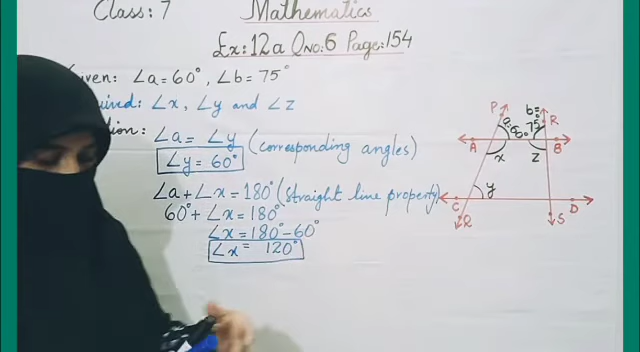 Class: 7 Mathematics
Ex: 12a QNo: 6 Page: 154
Given: ∠a = 60°, ∠b = 75°
∠x, ∠y and ∠z
∠a = ∠y (corresponding angles)
∠y = 60°
∠a + ∠x = 180° (straight line property)
60° + ∠x = 180°
∠x = 180° - 60°
∠x = 120°
P
b=
75°
R
a
60°
A
x
z
B
C
y
D
Q
S